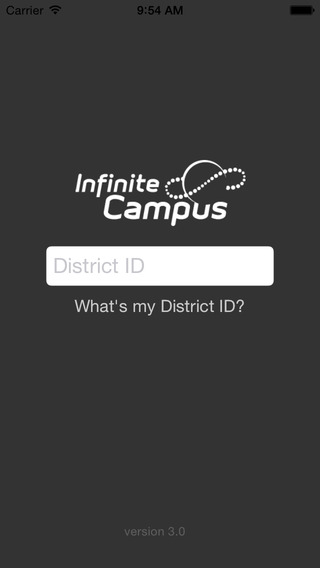 Carrier 9:54 AM
Infinite
Campus
District ID
What's my District ID?
version 3.0